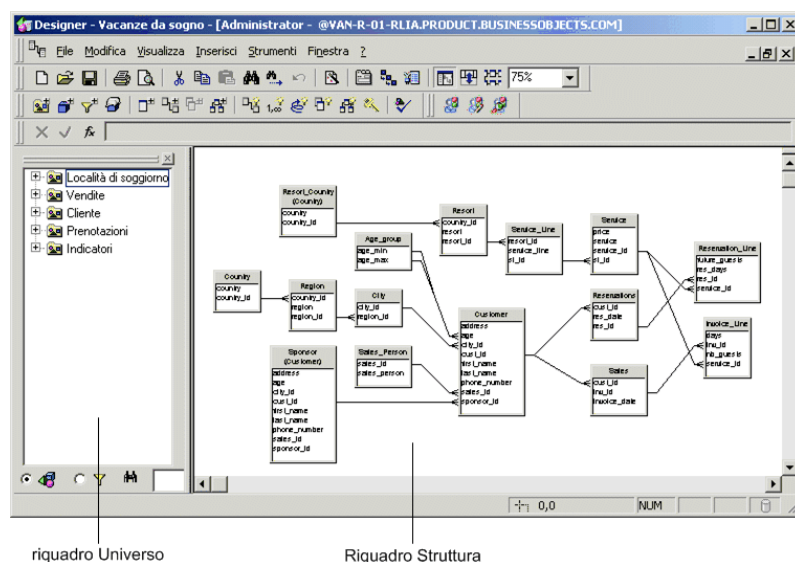 Designer - Vacanze da sogno - [Administrator - @VAN-R-01-RLIA.PRODUCT.BUSINESSOBJECTS.COM]
File Modifica Visualizza Inserisci Strumenti Finestra ?
75%
Località di soggiorno
Vendite
Cliente
Prenotazioni
Indicatori
Resort_Country
(Country)
country
country_id
Resort
country_id
resort
resort_id
Age_group
age_min
age_max
Service_Line
resort_id
service_line
sl_id
Service
price
service
service_id
sl_id
Reservation_Line
future_guests
res_days
res_id
service_id
Country
country
country_id
Region
country_id
region
region_id
City
city_id
region_id
Customer
address
age
city_id
cust_id
first_name
last_name
phone_number
sales_id
sponsor_id
Reservations
cust_id
res_date
res_id
Invoice_Line
days
inv_id
nb_guests
service_id
Sponsor
(Customer)
address
age
city_id
cust_id
first_name
last_name
phone_number
sales_id
sponsor_id
Sales_Person
sales_id
sales_person
Sales
cust_id
inv_id
invoice_date
0,0
NUM
riquadro Universo
Riquadro Struttura